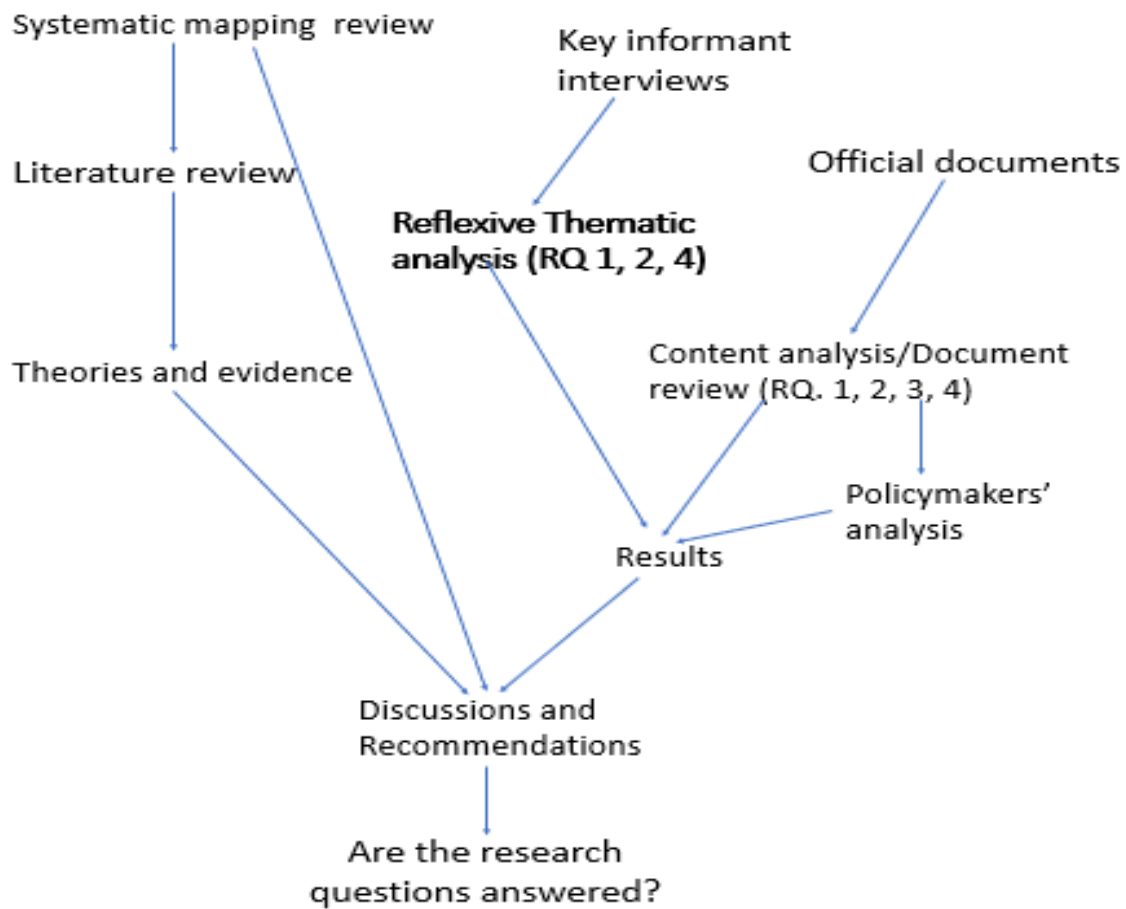 Systematic mapping review
Key informant
interviews
Literature review
Official documents
Reflexive Thematic
analysis (RQ 1, 2, 4)
Theories and evidence
Content analysis/Document
review (RQ. 1, 2, 3, 4)
Policymakers’
analysis
Results
Discussions and
Recommendations
Are the research
questions answered?